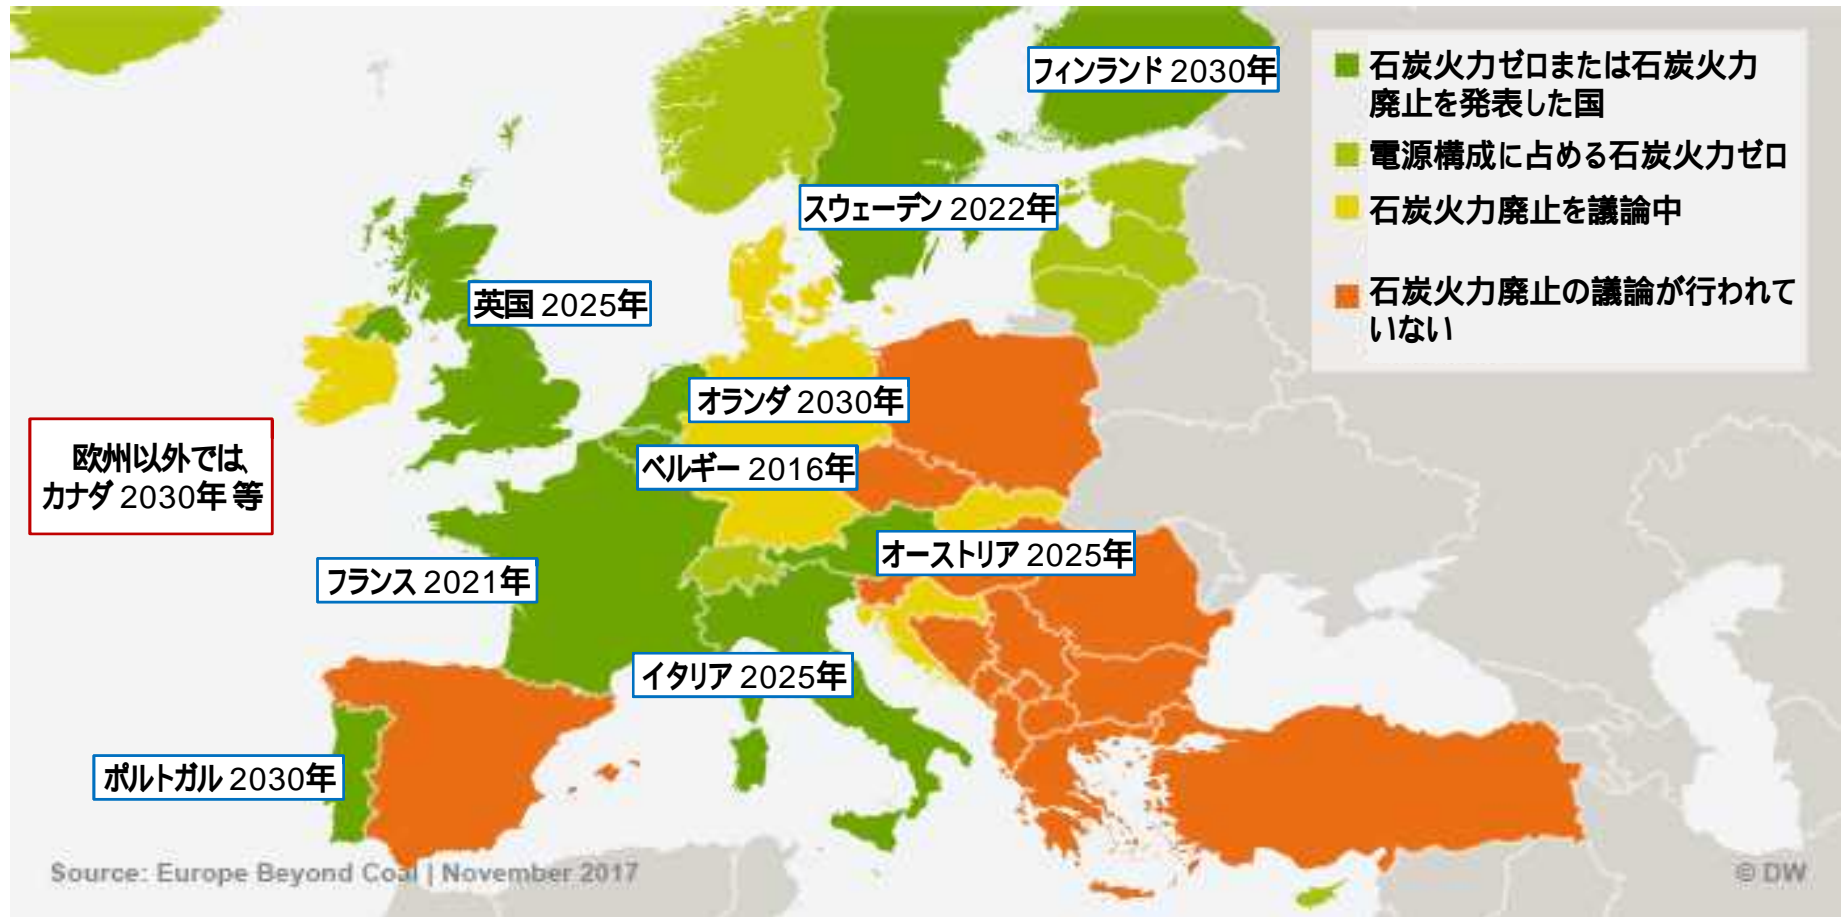 フィンランド 2030年
石炭火力ゼロまたは石炭火力
廃止を発表した国
電源構成に占める石炭火力ゼロ
石炭火力廃止を議論中
石炭火力廃止の議論が行われて
いない
スウェーデン 2022年
英国 2025年
オランダ 2030年
ベルギー 2016年
欧州以外では、
カナダ 2030年 等
オーストリア 2025年
フランス 2021年
イタリア 2025年
ポルトガル 2030年
Source: Europe Beyond Coal | November 2017
© DW